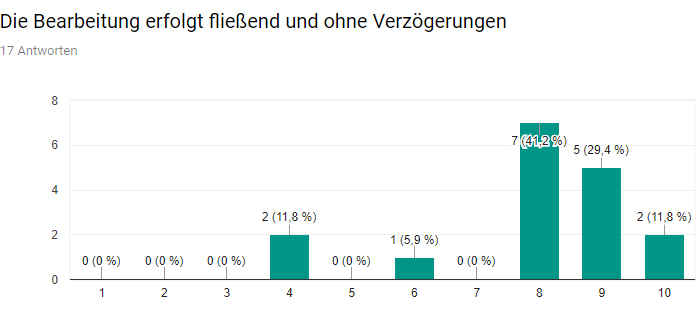 Die Bearbeitung erfolgt fließend und ohne Verzögerungen
17 Antworten
8
6
4
2
0
0 (0 %)
0 (0 %)
0 (0 %)
2 (11,8 %)
0 (0 %)
1 (5,9 %)
0 (0 %)
7 (41,2 %)
5 (29,4 %)
2 (11,8 %)
1 2 3 4 5 6 7 8 9 10